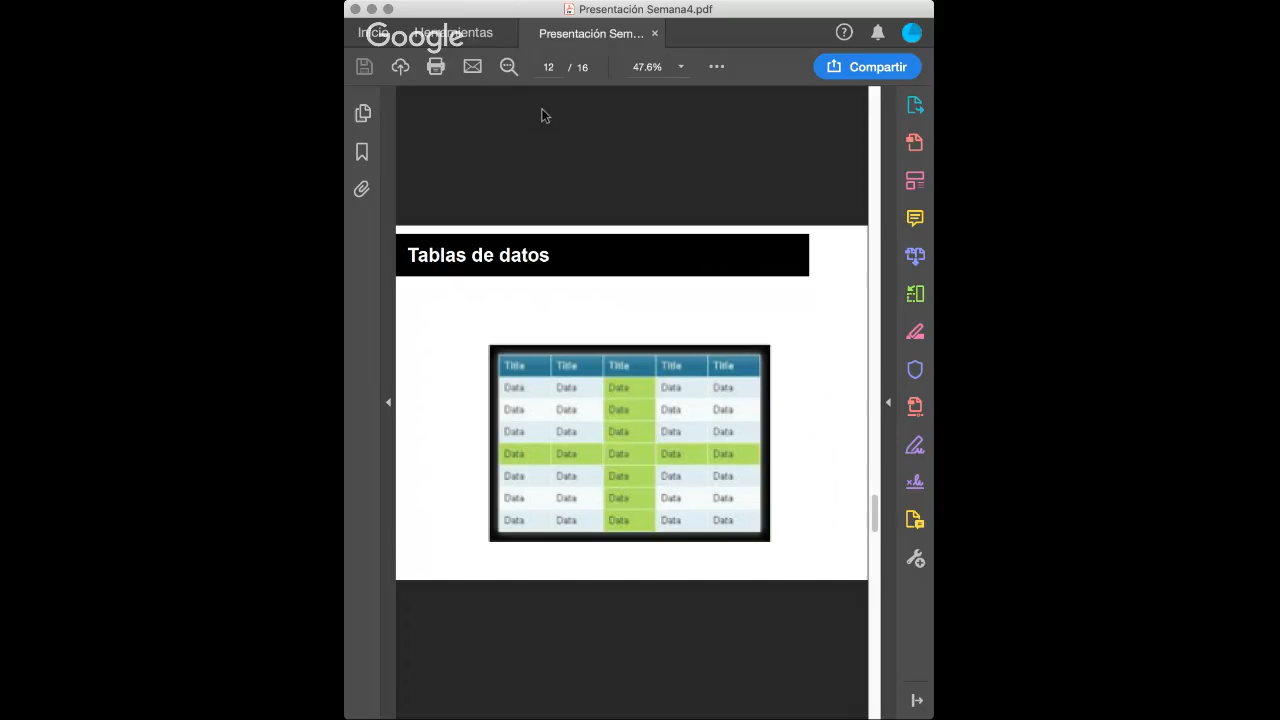 Presentación Semana4.pdf
Inicio Herramientas Presentación Sem... ×
Google
12 / 16 47.6% Compartir
Tablas de datos
Title Title Title Title Title
Data Data Data Data Data
Data Data Data Data Data
Data Data Data Data Data
Data Data Data Data Data
Data Data Data Data Data
Data Data Data Data Data
Data Data Data Data Data